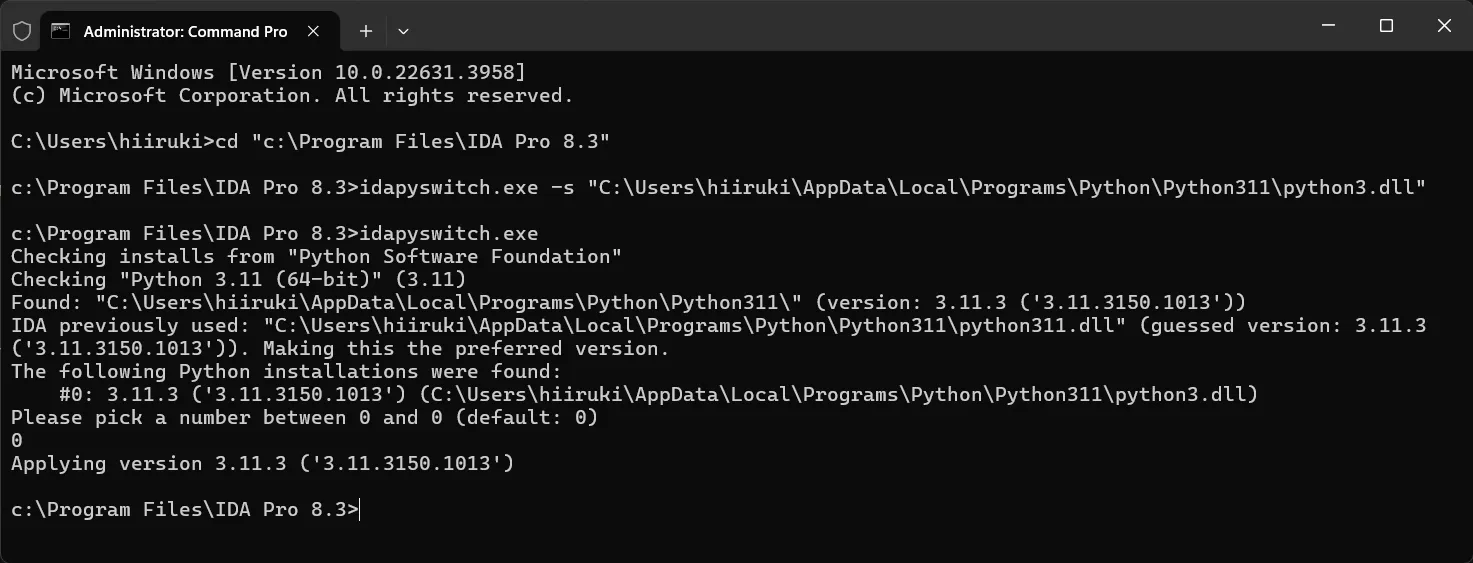 Administrator: Command Pro
Microsoft Windows [Version 10.0.22631.3958]
(c) Microsoft Corporation. All rights reserved.
C:\Users\hiiruki>cd "c:\Program Files\IDA Pro 8.3"
c:\Program Files\IDA Pro 8.3>idapyswitch.exe -s "C:\Users\hiiruki\AppData\Local\Programs\Python\Python311\python3.dll"
c:\Program Files\IDA Pro 8.3>idapyswitch.exe
Checking installs from "Python Software Foundation"
Checking "Python 3.11 (64-bit)" (3.11)
Found: "C:\Users\hiiruki\AppData\Local\Programs\Python\Python311\" (version: 3.11.3 ('3.11.3150.1013'))
IDA previously used: "C:\Users\hiiruki\AppData\Local\Programs\Python\Python311\python311.dll" (guessed version: 3.11.3
('3.11.3150.1013')). Making this the preferred version.
The following Python installations were found:
    #0: 3.11.3 ('3.11.3150.1013') (C:\Users\hiiruki\AppData\Local\Programs\Python\Python311\python3.dll)
Please pick a number between 0 and 0 (default: 0)
0
Applying version 3.11.3 ('3.11.3150.1013')
c:\Program Files\IDA Pro 8.3>